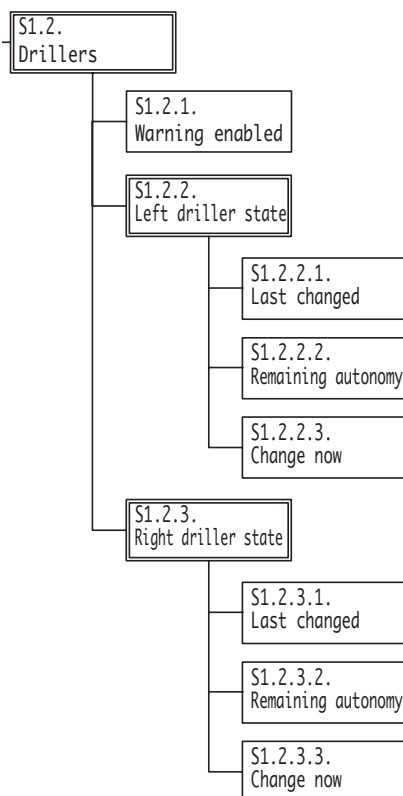 S1.2.
Drillers
S1.2.1.
Warning enabled
S1.2.2.
Left driller state
S1.2.2.1.
Last changed
S1.2.2.2.
Remaining autonomy
S1.2.2.3.
Change now
S1.2.3.
Right driller state
S1.2.3.1.
Last changed
S1.2.3.2.
Remaining autonomy
S1.2.3.3.
Change now